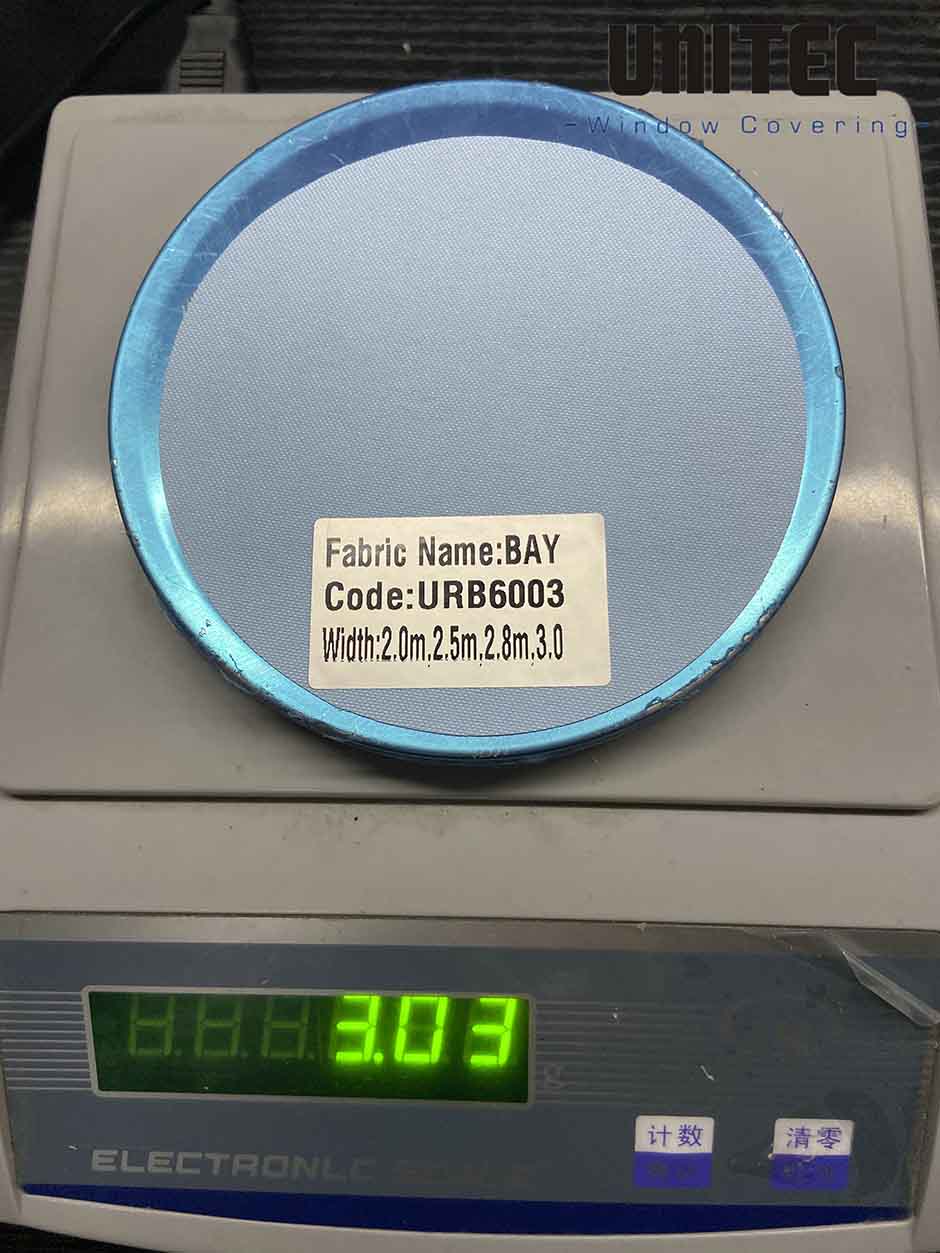 UNITEC
-Window Covering-
Fabric Name:BAY
Code:URB6003
Width:2.0m,2.5m,2.8m,3.0
3.03
g
ELECTRONLC
计数
清零